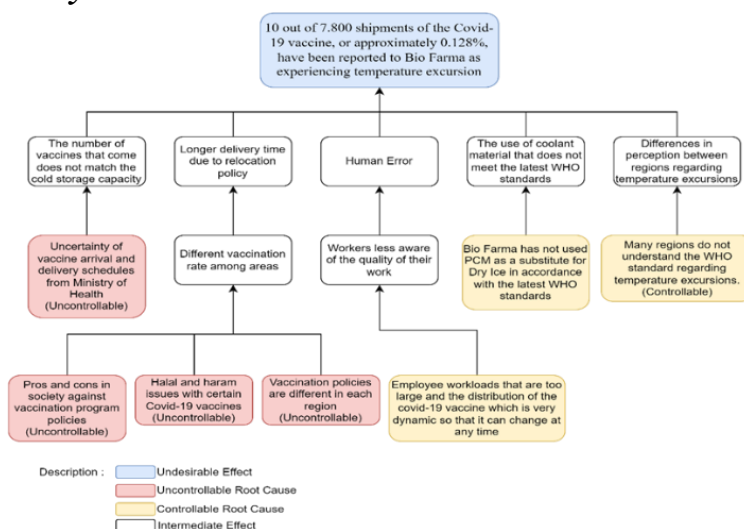 10 out of 7.800 shipments of the Covid-
19 vaccine, or approximately 0.128%,
have been reported to Bio Farma as
experiencing temperature excursion
The number of
vaccines that come
does not match the
cold storage capacity
Longer delivery time
due to relocation
policy
Human Error
The use of coolant
material that does not
meet the latest WHO
standards
Differences in
perception between
regions regarding
temperature excursions
Uncertainty of
vaccine arrival and
delivery schedules
from Ministry of
Health
(Uncontrollable)
Different vaccination
rate among areas
Workers less aware
of the quality of their
work
Bio Farma has not used
PCM as a substitute for
Dry Ice in accordance
with the latest WHO
standards
Many regions do not
understand the WHO
standard regarding
temperature excursions.
(Controllable)
Pros and cons in
society against
vaccination program
policies
(Uncontrollable)
Halal and haram
issues with certain
Covid-19 vaccines
(Uncontrollable)
Vaccination policies
are different in each
region
(Uncontrollable)
Employee workloads that are too
large and the distribution of the
covid-19 vaccine which is very
dynamic so that it can change at
any time
Description :
Undesirable Effect
Uncontrollable Root Cause
Controllable Root Cause
Intermediate Effect